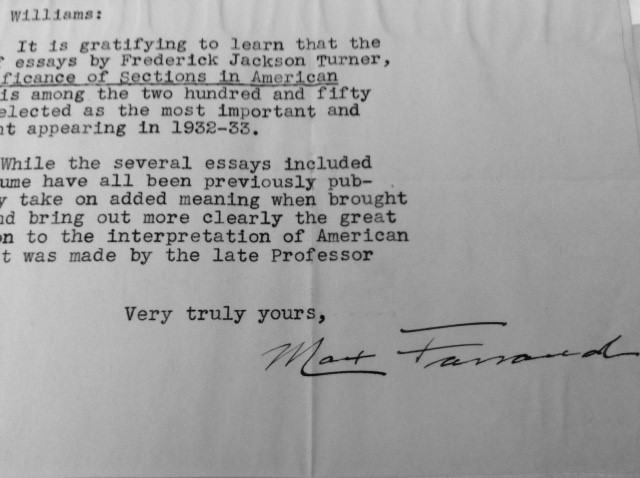 Williams:
It is gratifying to learn that the
f essays by Frederick Jackson Turner,
ficance of Sections in American
is among the two hundred and fifty
elected as the most important and
nt appearing in 1932-33.
While the several essays included
ume have all been previously pub-
y take on added meaning when brought
nd bring out more clearly the great
on to the interpretation of American
t was made by the late Professor
Very truly yours,
Max Farrand